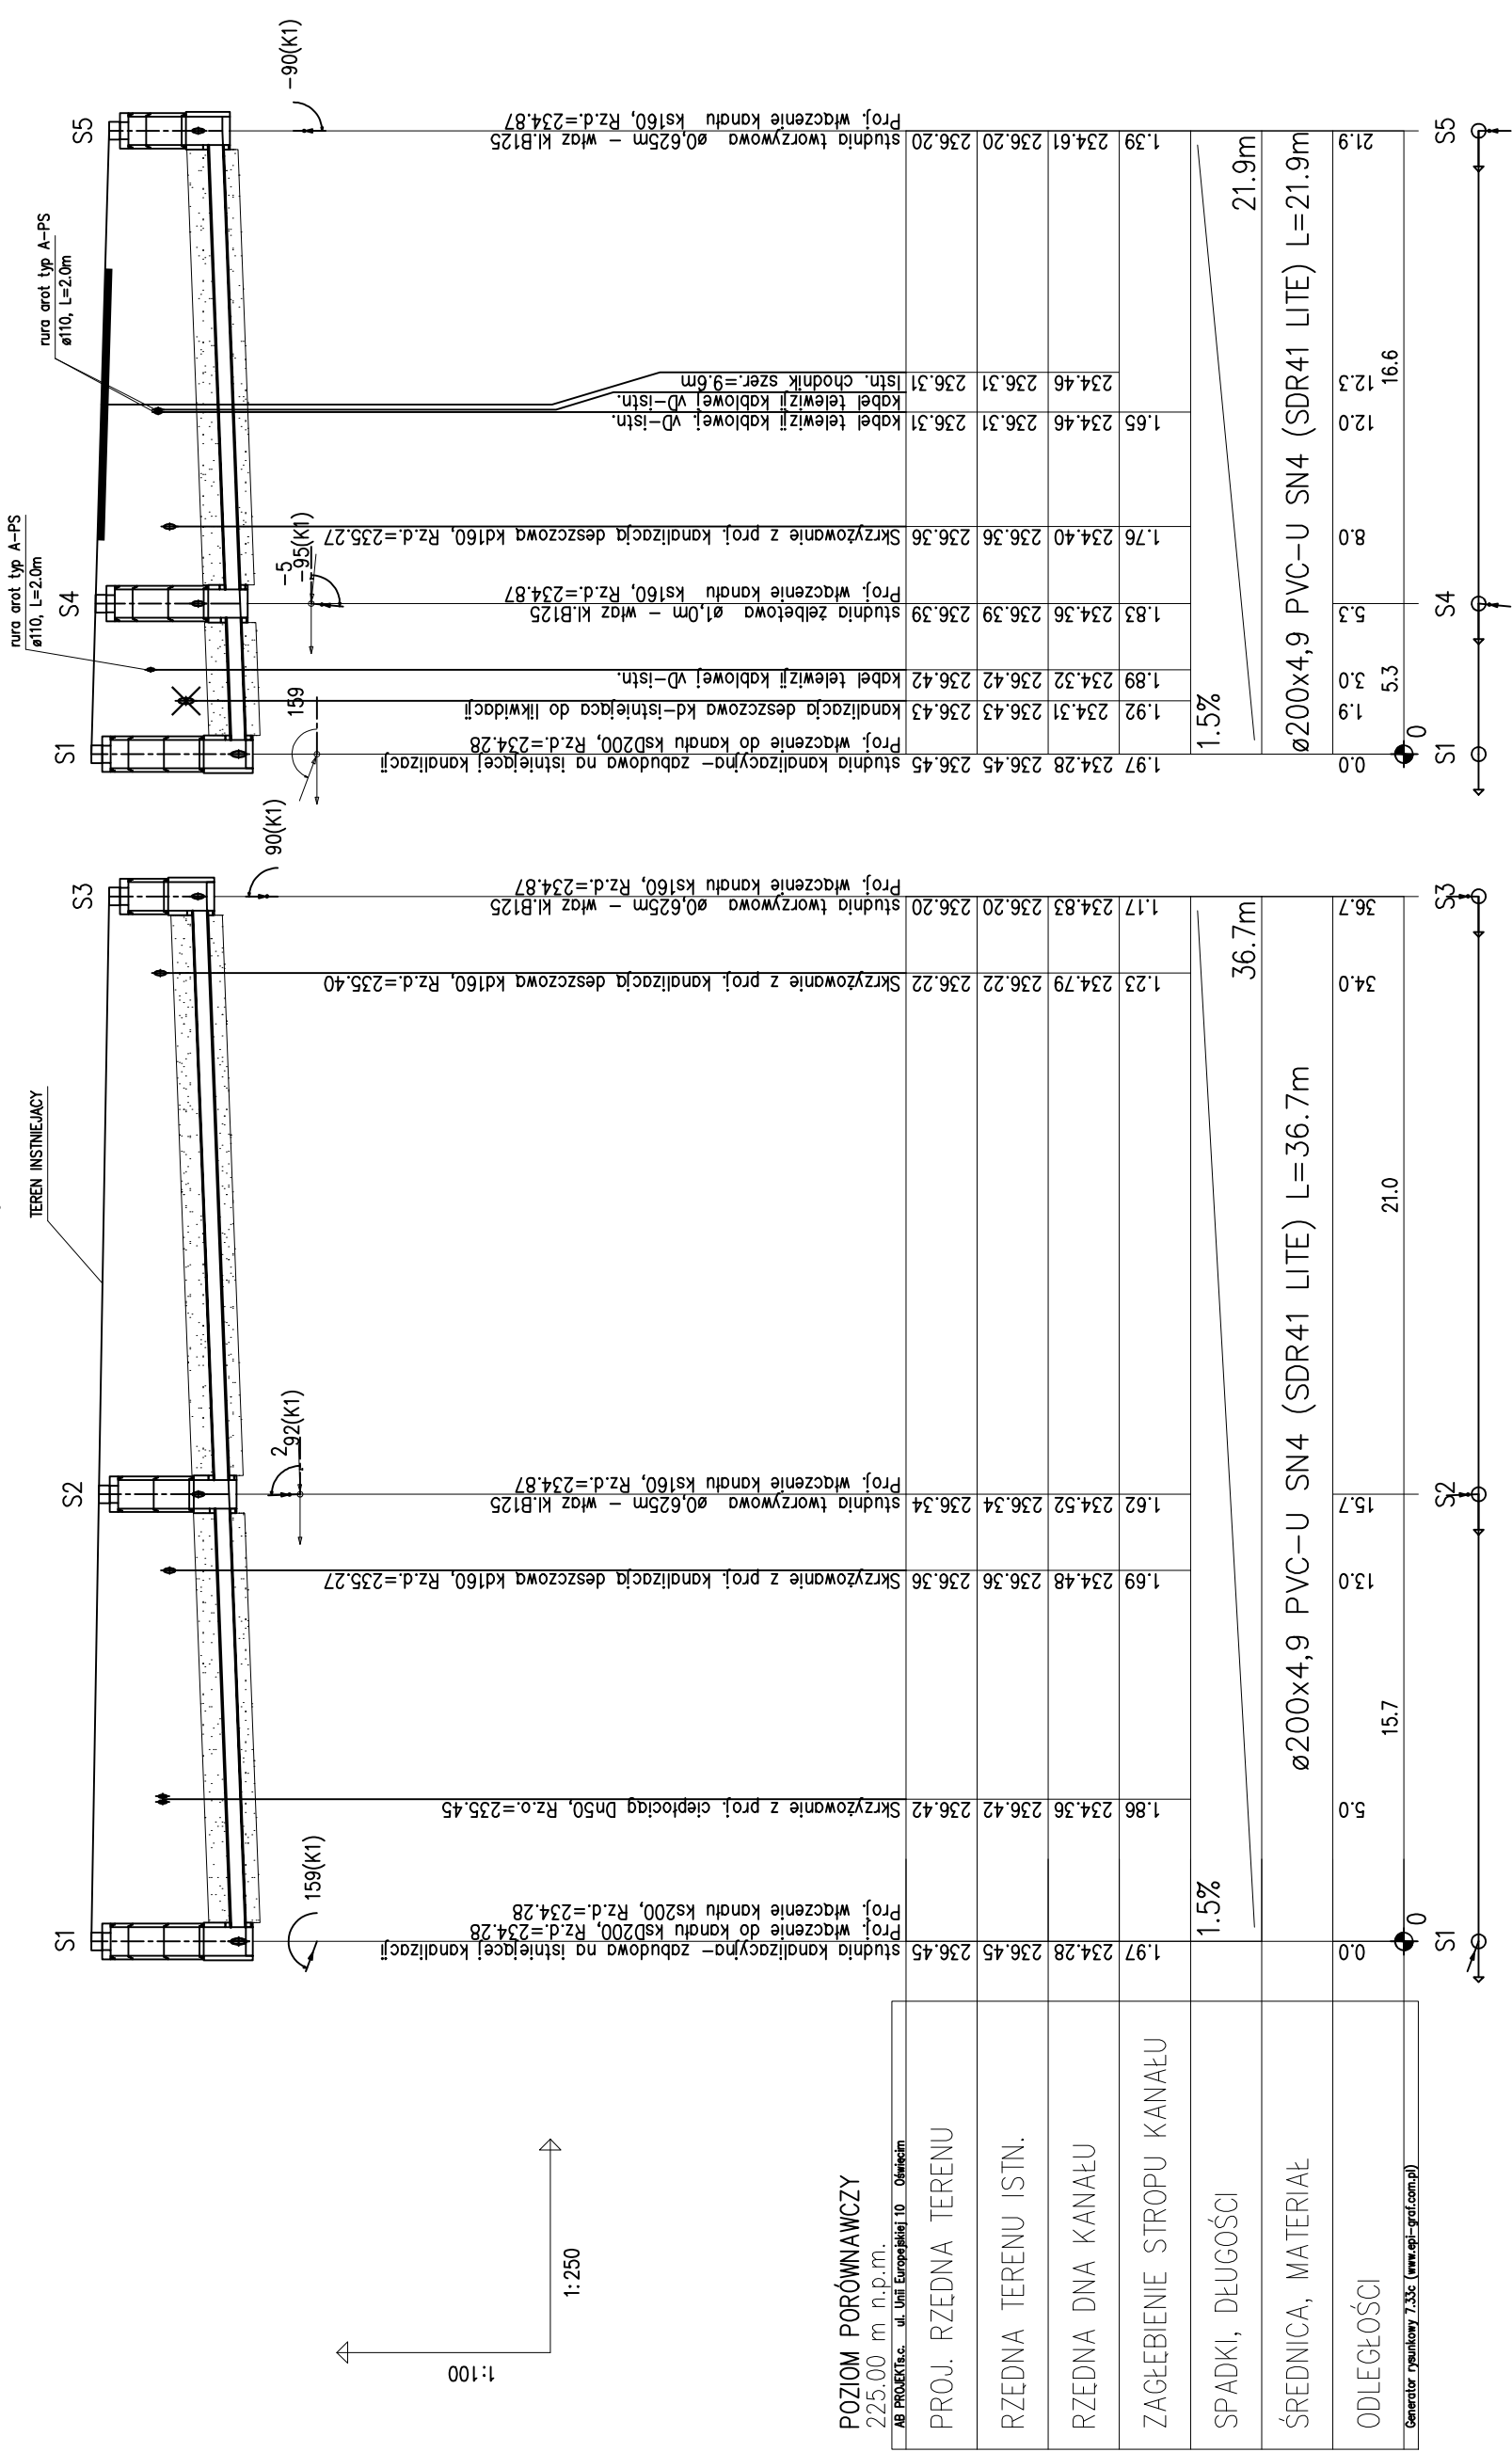 S1
S2
S3
S1
S4
S5
TEREN INSTNIEJACY
rura arot typ A-PS
ø110, L=2.0m
rura arot typ A-PS
ø110, L=2.0m
159(K1)
2
92(K1)
90(K1)
159
-5
-95(K1)
-90(K1)
1:100
1:250
studnia kanalizacyjna- zabudowa na istniejącej kanalizacji
Proj. włączenie do kanału ksD200, Rz.d.=234.28
Proj. włączenie kanału ks200, Rz.d.=234.28
Skrzyżowanie z proj. ciepłociąg Dn50, Rz.o.=235.45
Skrzyżowanie z proj. kanalizacją deszczową kd160, Rz.d.=235.27
studnia tworzywowa ø0,625m - właz kl.B125
Proj. włączenie kanału ks160, Rz.d.=234.87
Skrzyżowanie z proj. kanalizacją deszczową kd160, Rz.d.=235.40
studnia tworzywowa ø0,625m - właz kl.B125
Proj. włączenie kanału ks160, Rz.d.=234.87
studnia kanalizacyjna- zabudowa na istniejącej kanalizacji
Proj. włączenie do kanału ksD200, Rz.d.=234.28
kanalizacja deszczowa kd-istniejąca do likwidacji
kabel telewizji kablowej vD-istn.
studnia żelbetowa ø1,0m - właz kl.B125
Proj. włączenie kanału ks160, Rz.d.=234.87
Skrzyżowanie z proj. kanalizacją deszczową kd160, Rz.d.=235.27
kabel telewizji kablowej vD-istn.
kabel telewizji kablowej vD-istn.
Istn. chodnik szer.=9.6m
studnia tworzywowa ø0,625m - właz kl.B125
Proj. włączenie kanału ks160, Rz.d.=234.87
POZIOM PORÓWNAWCZY
225.00 m n.p.m.
AB PROJEKTs.c. ul. Unii Europejskiej 10 Oświęcim
PROJ. RZĘDNA TERENU
236.45 236.42 236.36 236.34 236.22 236.20 236.45 236.43 236.42 236.39 236.36 236.31 236.31 236.20
RZĘDNA TERENU ISTN.
236.45 236.42 236.36 236.34 236.22 236.20 236.45 236.43 236.42 236.39 236.36 236.31 236.31 236.20
RZĘDNA DNA KANAŁU
234.28 234.36 234.48 234.52 234.79 234.83 234.28 234.31 234.32 234.36 234.40 234.46 234.46 234.61
ZAGŁĘBIENIE STROPU KANAŁU
1.97 1.86 1.69 1.62 1.23 1.17 1.97 1.92 1.89 1.83 1.76 1.65 1.39
SPADKI, DŁUGOŚCI
1.5% 36.7m 1.5% 21.9m
ŚREDNICA, MATERIAŁ
ø200x4,9 PVC-U SN4 (SDR41 LITE) L=36.7m
ø200x4,9 PVC-U SN4 (SDR41 LITE) L=21.9m
ODLEGŁOŚCI
0.0 5.0 13.0 15.7 34.0 36.7 0.0 1.9 3.0 5.3 8.0 12.0 12.3 21.9
15.7 21.0 5.3 16.6
Generator rysunkowy 7.33c (www.epi-graf.com.pl)
0
0
S1
S2
S3
S1
S4
S5